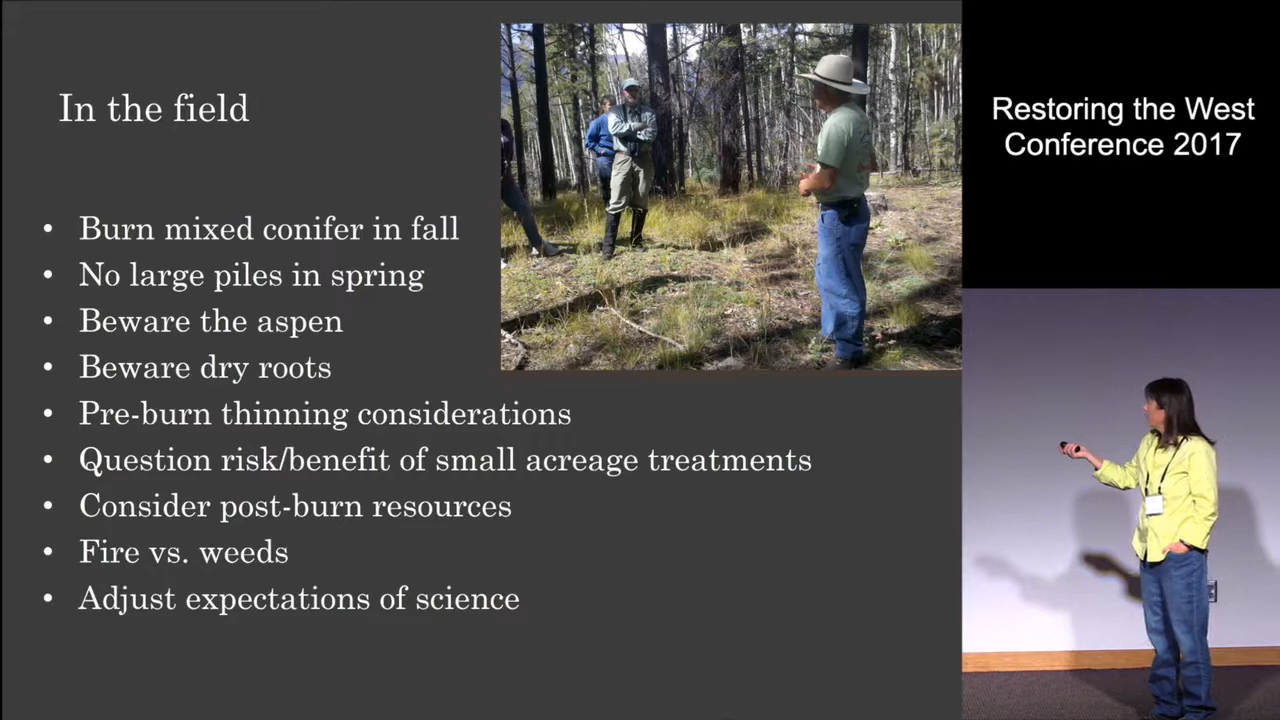 In the field
• Burn mixed conifer in fall
• No large piles in spring
• Beware the aspen
• Beware dry roots
• Pre-burn thinning considerations
• Question risk/benefit of small acreage treatments
• Consider post-burn resources
• Fire vs. weeds
• Adjust expectations of science
Restoring the West
Conference 2017